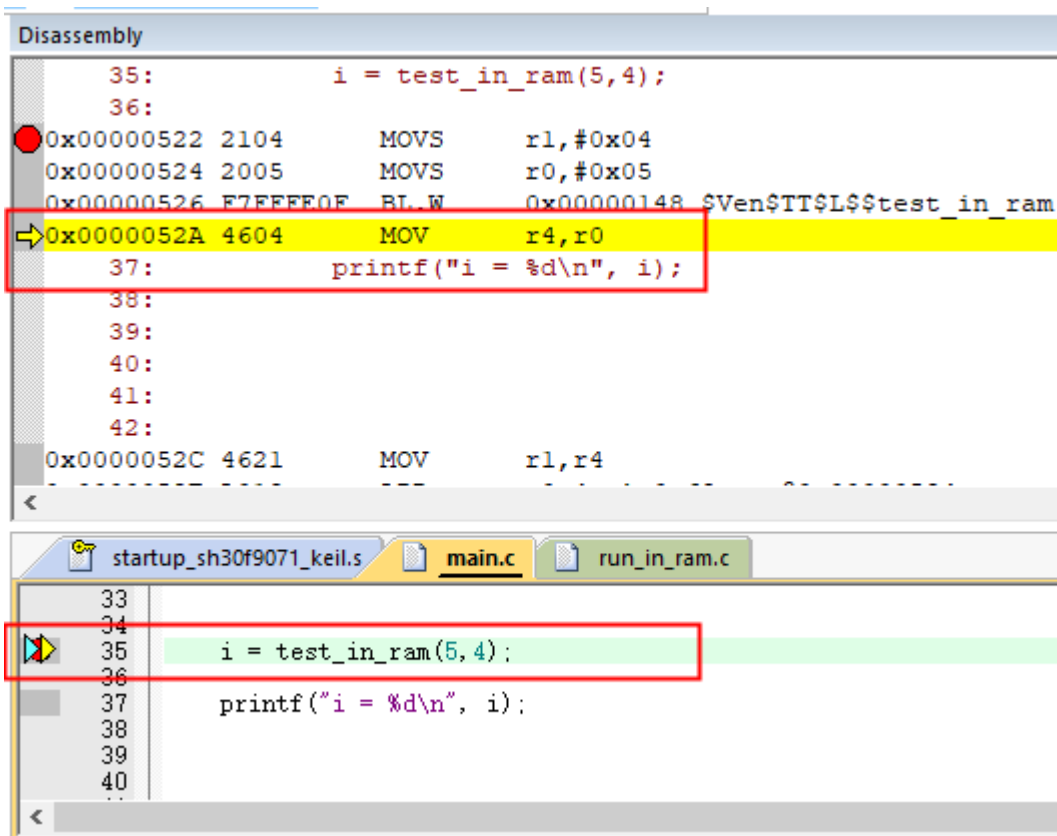 Disassembly
35: i = test_in_ram(5,4);
36:
0x00000522 2104 MOVS r1,#0x04
0x00000524 2005 MOVS r0,#0x05
0x00000526 F7FFFE0F BL.W 0x00000148 $Ven$TT$L$$test_in_ram
0x0000052A 4604 MOV r4,r0
37: printf("i = %d\n", i);
38:
39:
40:
41:
42:
0x0000052C 4621 MOV r1,r4
startup_sh30f9071_keil.s main.c run_in_ram.c
33
34
35 i = test_in_ram(5,4);
36
37 printf("i = %d\n", i);
38
39
40